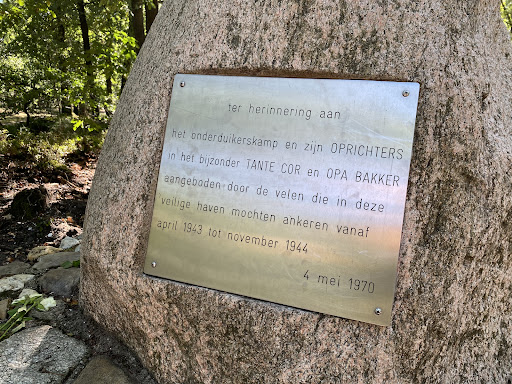 ter herinnering aan
het onderduikerskamp en zijn OPRICHTERS
in het bijzonder TANTE COR en OPA BAKKER
aangeboden door de velen die in deze
veilige haven mochten ankeren vanaf
april 1943 tot november 1944
4 mei 1970